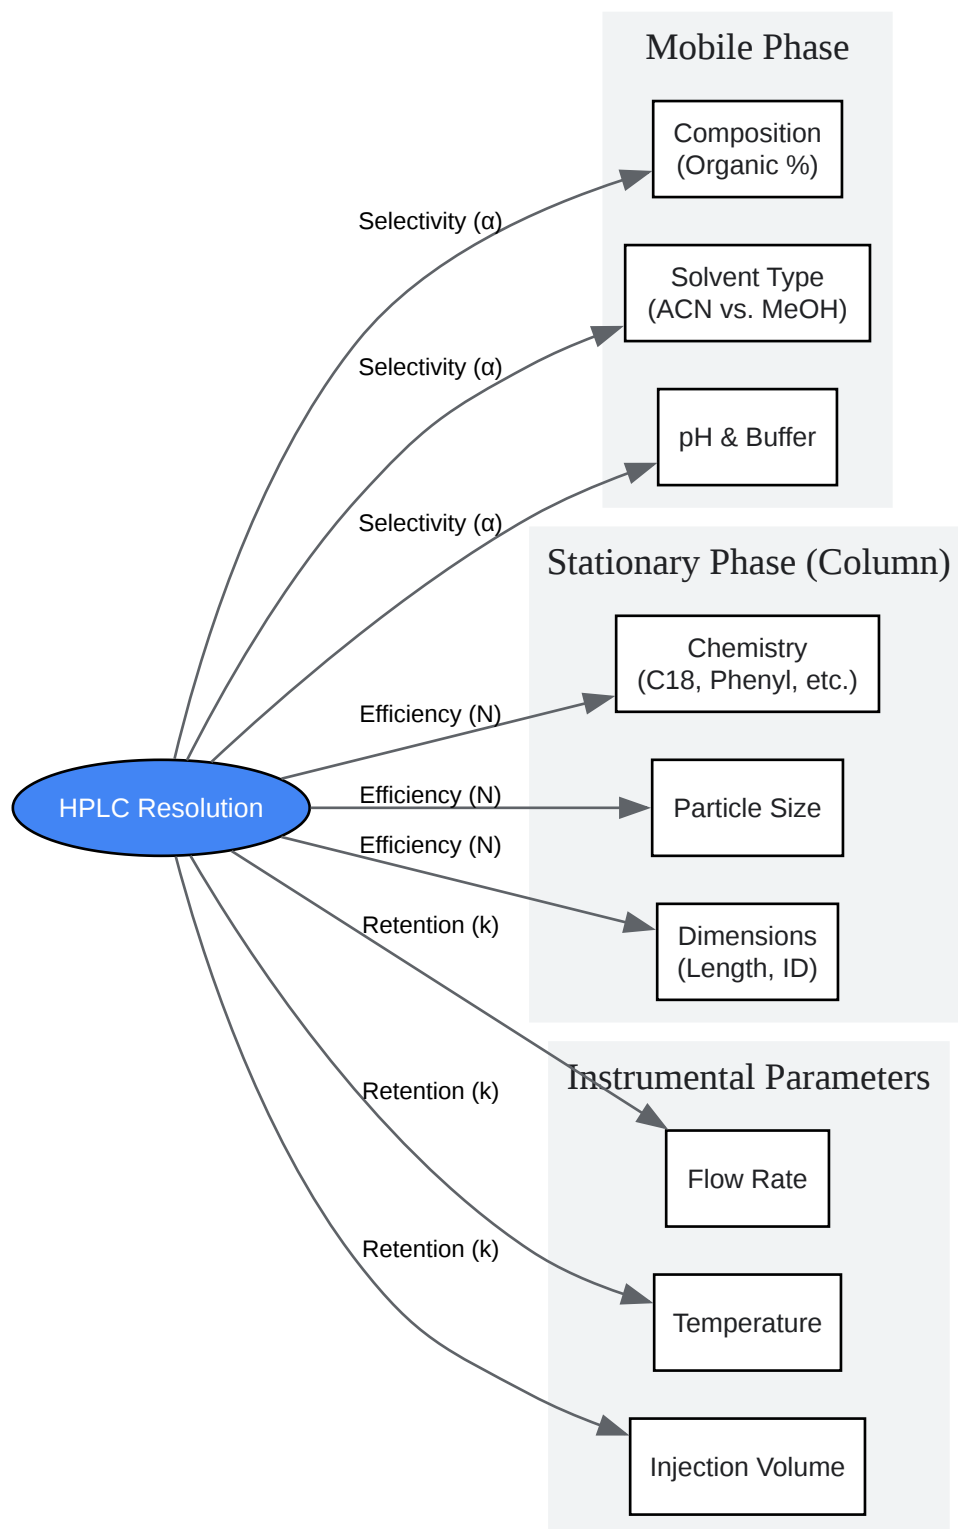 Mobile Phase
Composition
(Organic %)
Selectivity (α)
Solvent Type
(ACN vs. MeOH)
Selectivity (α)
pH & Buffer
Selectivity (α)
Stationary Phase (Column)
Chemistry
(C18, Phenyl, etc.)
Efficiency (N)
HPLC Resolution
Efficiency (N)
Particle Size
Efficiency (N)
Dimensions
(Length, ID)
Retention (k)
Instrumental Parameters
Retention (k)
Flow Rate
Retention (k)
Temperature
Injection Volume